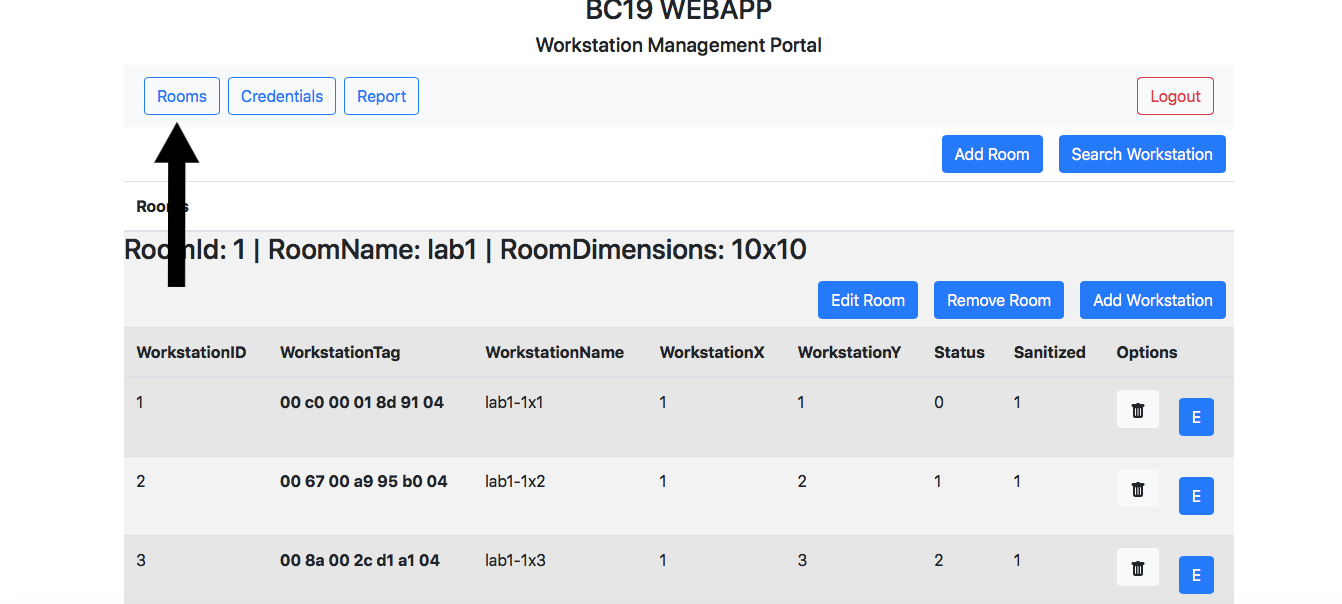 BC19 WEBAPP
Workstation Management Portal
Rooms Credentials Report Logout
Add Room Search Workstation
Rooms
RoomId: 1 | RoomName: lab1 | RoomDimensions: 10x10
Edit Room Remove Room Add Workstation
WorkstationID WorkstationTag WorkstationName WorkstationX WorkstationY Status Sanitized Options
1 00 c0 00 01 8d 91 04 lab1-1x1 1 1 0 1 E
2 00 67 00 a9 95 b0 04 lab1-1x2 1 2 1 1 E
3 00 8a 00 2c d1 a1 04 lab1-1x3 1 3 2 1 E